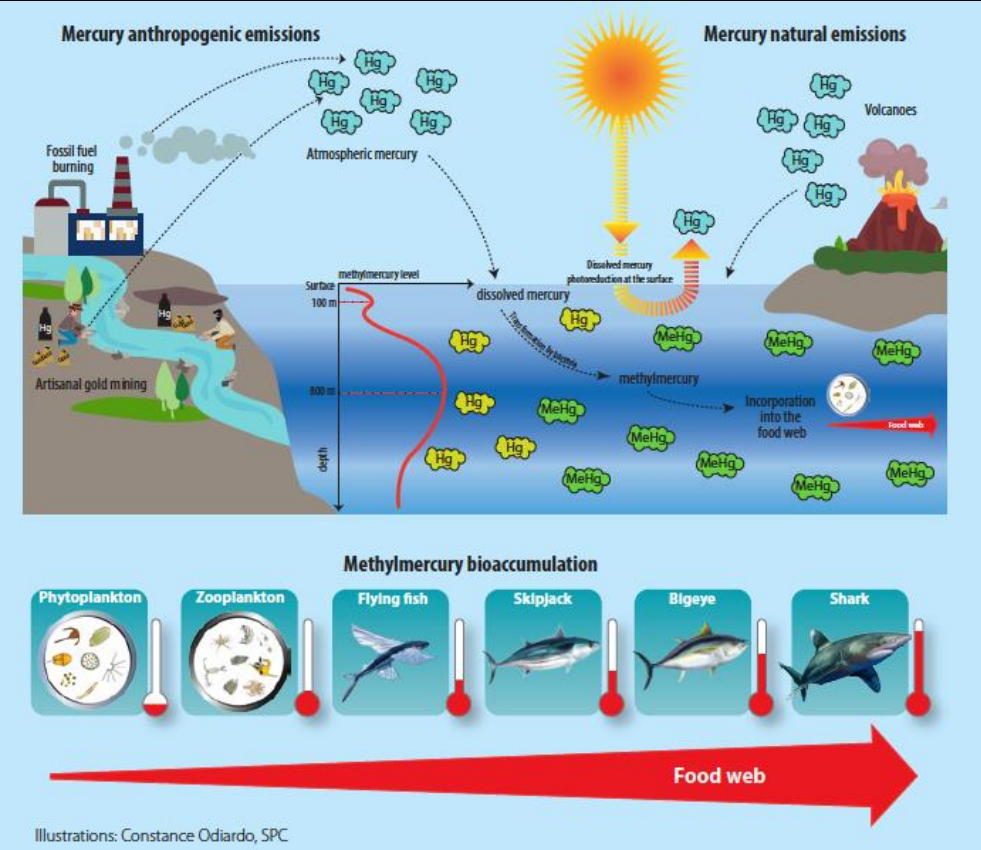 Mercury anthropogenic emissions
Mercury natural emissions
Hg
Hg
Hg
Hg
Hg
Hg
Atmospheric mercury
Fossil fuel
burning
Hg
Hg
Hg
Hg
Hg
Volcanoes
Hg
Dissolved mercury
photoreduction at the surface
methylmercury level
Surface
100 m
800 m
depth
dissolved mercury
Transformation by bacteria
methylmercury
Incorporation
into the
food web
Food web
Hg
Hg
Artisanal gold mining
Hg
Hg
Hg
Hg
Hg
MeHg
MeHg
MeHg
MeHg
MeHg
MeHg
MeHg
MeHg
MeHg
Methylmercury bioaccumulation
Phytoplankton
Zooplankton
Flying fish
Skipjack
Bigeye
Shark
Food web
Illustrations: Constance Odiardo, SPC